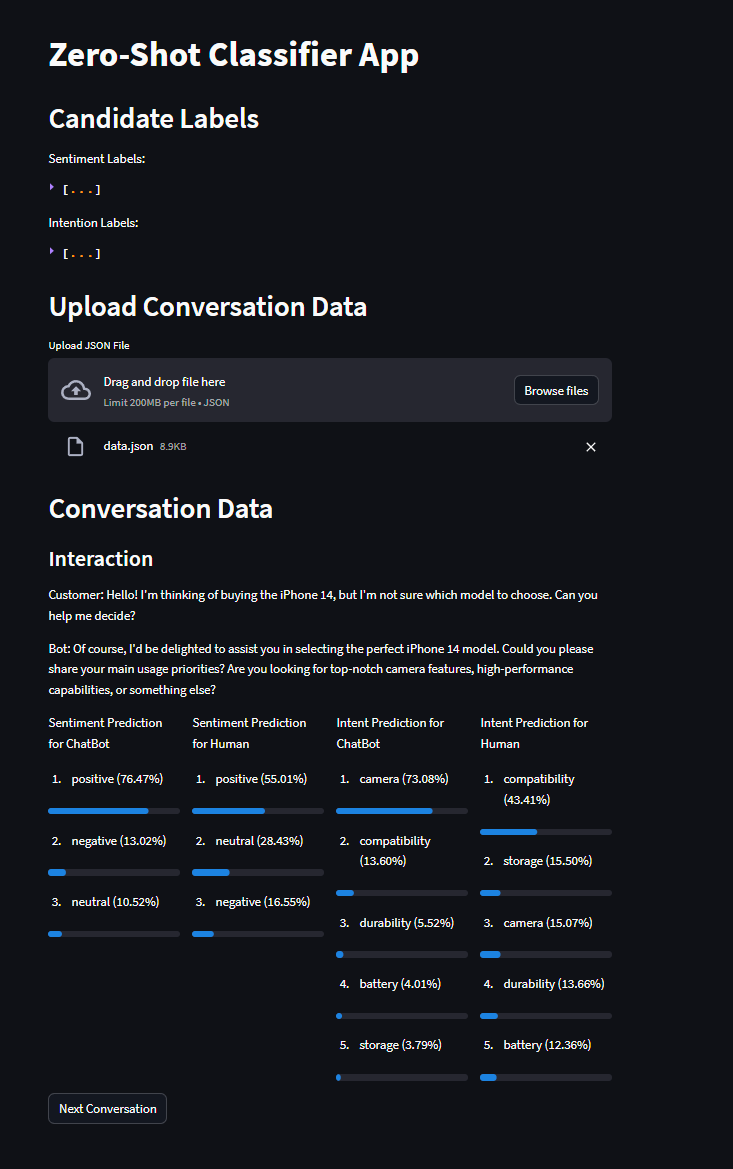 Zero-Shot Classifier App
Candidate Labels
Sentiment Labels:
[...]
Intention Labels:
[...]
Upload Conversation Data
Upload JSON File
Drag and drop file here
Limit 200MB per file • JSON
Browse files
data.json 8.9KB
Conversation Data
Interaction
Customer: Hello! I'm thinking of buying the iPhone 14, but I'm not sure which model to choose. Can you
help me decide?
Bot: Of course, I'd be delighted to assist you in selecting the perfect iPhone 14 model. Could you please
share your main usage priorities? Are you looking for top-notch camera features, high-performance
capabilities, or something else?
Sentiment Prediction
for ChatBot
1. positive (76.47%)
2. negative (13.02%)
3. neutral (10.52%)
Sentiment Prediction
for Human
1. positive (55.01%)
2. neutral (28.43%)
3. negative (16.55%)
Intent Prediction for
ChatBot
1. camera (73.08%)
2. compatibility
(13.60%)
3. durability (5.52%)
4. battery (4.01%)
5. storage (3.79%)
Intent Prediction for
Human
1. compatibility
(43.41%)
2. storage (15.50%)
3. camera (15.07%)
4. durability (13.66%)
5. battery (12.36%)
Next Conversation